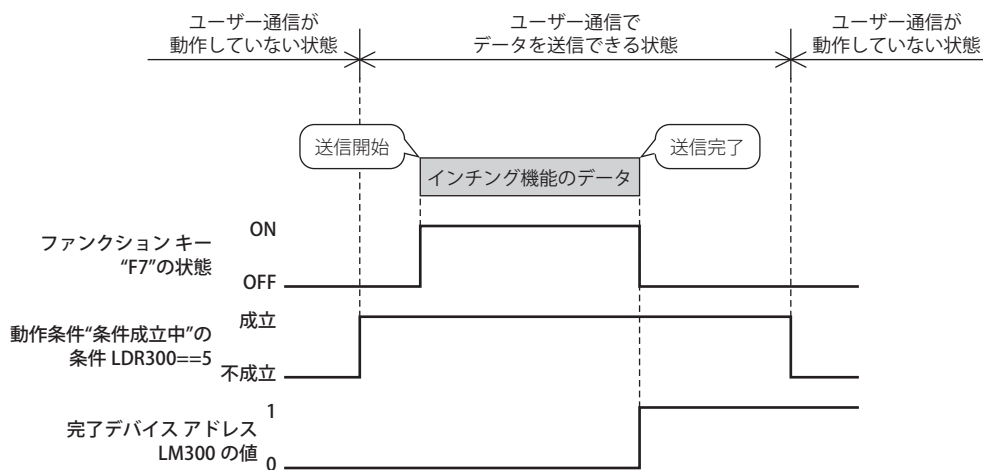 ユーザー通信が
動作していない状態
ユーザー通信で
データを送信できる状態
ユーザー通信が
動作していない状態
送信開始
送信完了
インチング機能のデータ
ファンクション キー
“F7”の状態
ON
OFF
動作条件“条件成立中”の
条件 LDR300==5
成立
不成立
完了デバイス アドレス
LM300 の値
1
0